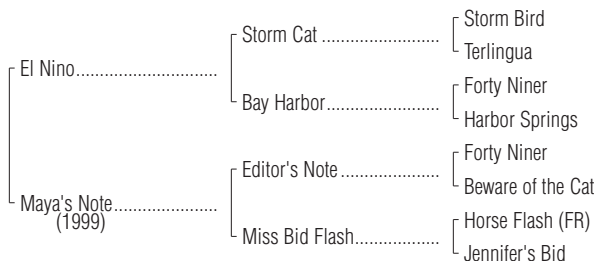 Storm Bird
Storm Cat ........................
Terlingua
El Nino.............................
Forty Niner
Bay Harbor.......................
Harbor Springs
Forty Niner
Editor's Note ....................
Beware of the Cat
Maya's Note.....................
(1999)
Horse Flash (FR)
Miss Bid Flash.................
Jennifer's Bid